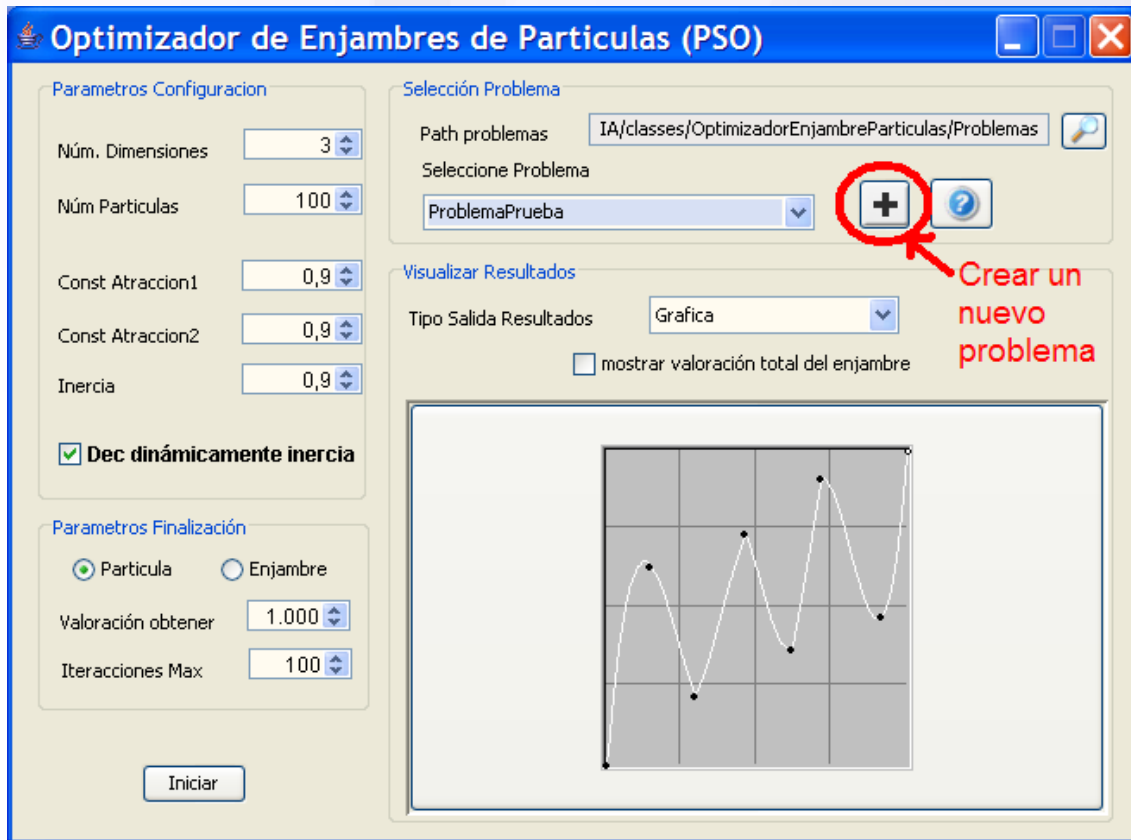 Optimizador de Enjambres de Particulas (PSO)
Parametros Configuracion
Núm. Dimensiones
3
Núm Particulas
100
Const Atraccion1
0,9
Const Atraccion2
0,9
Inercia
0,9
Dec dinámicamente inercia
Parametros Finalización
Particula
Enjambre
Valoración obtener
1.000
Iteracciones Max
100
Iniciar
Selección Problema
Path problemas
IA/classes/OptimizadorEnjambreParticulas/Problemas
Seleccione Problema
ProblemaPrueba
Crear un
nuevo
problema
Visualizar Resultados
Tipo Salida Resultados
Grafica
mostrar valoración total del enjambre